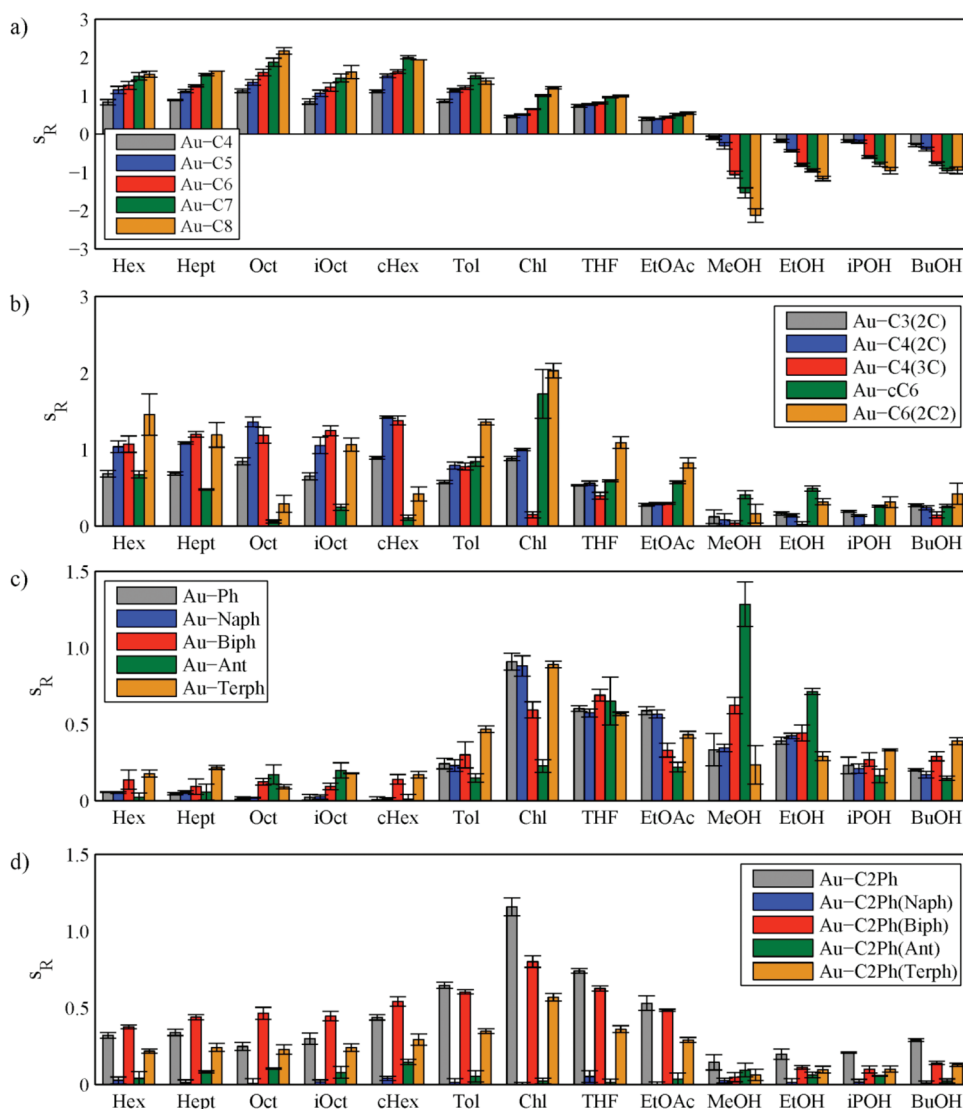 a)
3
2
1
0
−1
−2
−3
s_R
Au−C4
Au−C5
Au−C6
Au−C7
Au−C8
Hex Hept Oct iOct cHex Tol Chl THF EtOAc MeOH EtOH iPOH BuOH
b)
3
2
1
0
s_R
Au−C3(2C)
Au−C4(2C)
Au−C4(3C)
Au−cC6
Au−C6(2C2)
Hex Hept Oct iOct cHex Tol Chl THF EtOAc MeOH EtOH iPOH BuOH
c)
1.5
1.0
0.5
0
s_R
Au−Ph
Au−Naph
Au−Biph
Au−Ant
Au−Terph
Hex Hept Oct iOct cHex Tol Chl THF EtOAc MeOH EtOH iPOH BuOH
d)
1.5
1.0
0.5
0
s_R
Au−C2Ph
Au−C2Ph(Naph)
Au−C2Ph(Biph)
Au−C2Ph(Ant)
Au−C2Ph(Terph)
Hex Hept Oct iOct cHex Tol Chl THF EtOAc MeOH EtOH iPOH BuOH